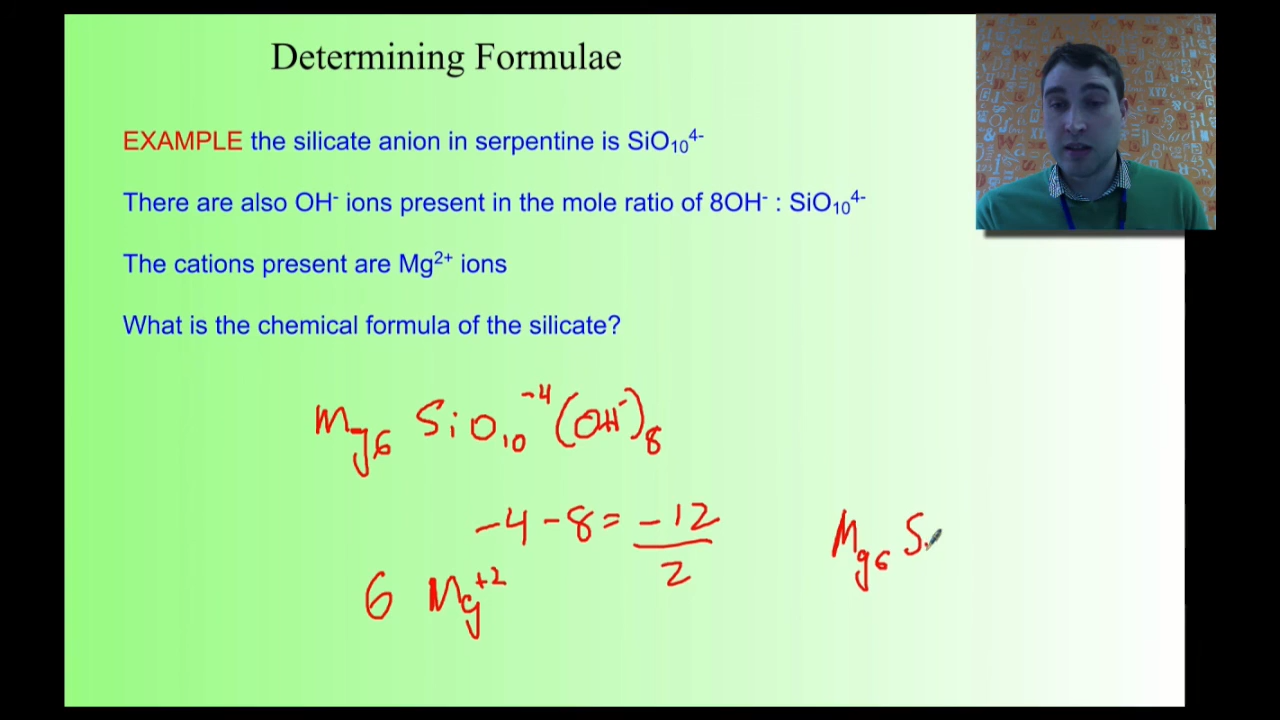 Determining Formulae
EXAMPLE the silicate anion in serpentine is SiO₁₀⁴⁻
There are also OH⁻ ions present in the mole ratio of 8OH⁻ : SiO₁₀⁴⁻
The cations present are Mg²⁺ ions
What is the chemical formula of the silicate?
Mg₆ SiO₁₀⁻⁴(OH⁻)₈
-4-8= -12
2
6 Mg⁺²
Mg₆ S